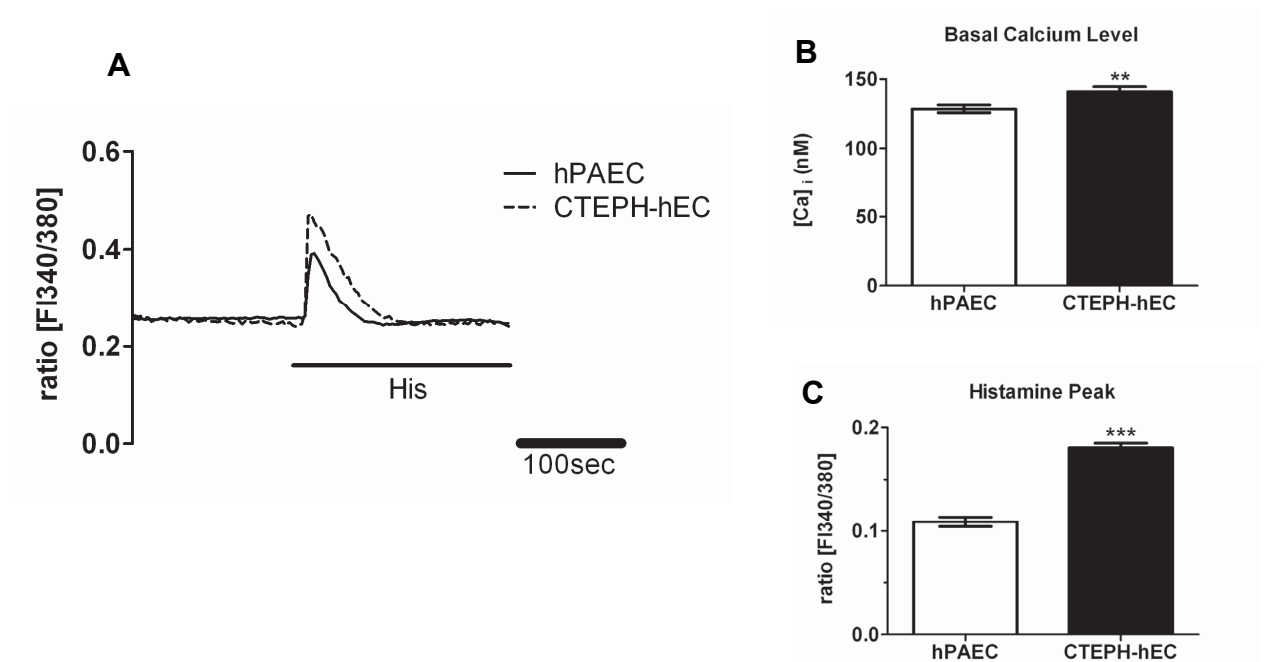 A
0.6
0.4
0.2
0.0
ratio [FI340/380]
hPAEC
CTEPH-hEC
His
100sec
B
Basal Calcium Level
150
100
50
0
[Ca] i (nM)
**
hPAEC
CTEPH-hEC
C
Histamine Peak
0.2
0.1
0.0
ratio [FI340/380]
***
hPAEC
CTEPH-hEC